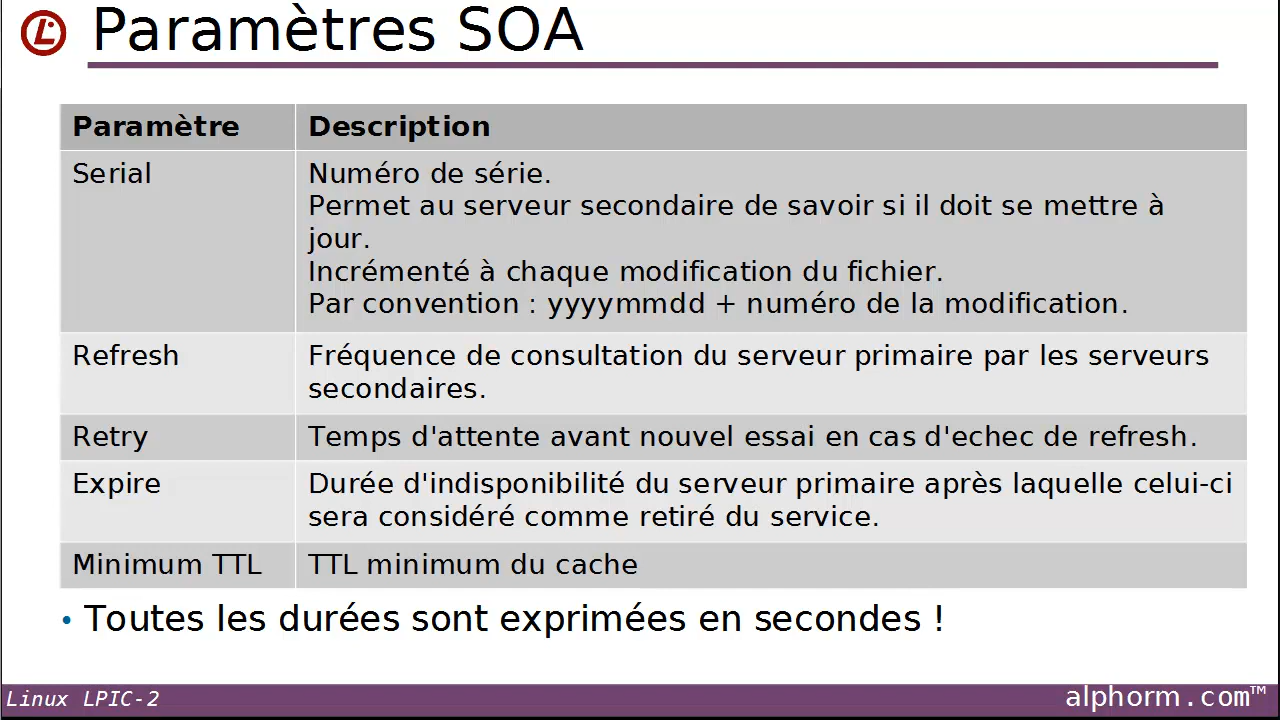 Paramètres SOA
Paramètre Description
Serial Numéro de série.
Permet au serveur secondaire de savoir si il doit se mettre à
jour.
Incrémenté à chaque modification du fichier.
Par convention : yyyymmdd + numéro de la modification.
Refresh Fréquence de consultation du serveur primaire par les serveurs
secondaires.
Retry Temps d'attente avant nouvel essai en cas d'echec de refresh.
Expire Durée d'indisponibilité du serveur primaire après laquelle celui-ci
sera considéré comme retiré du service.
Minimum TTL TTL minimum du cache
• Toutes les durées sont exprimées en secondes !
Linux LPIC-2 alphorm.com™